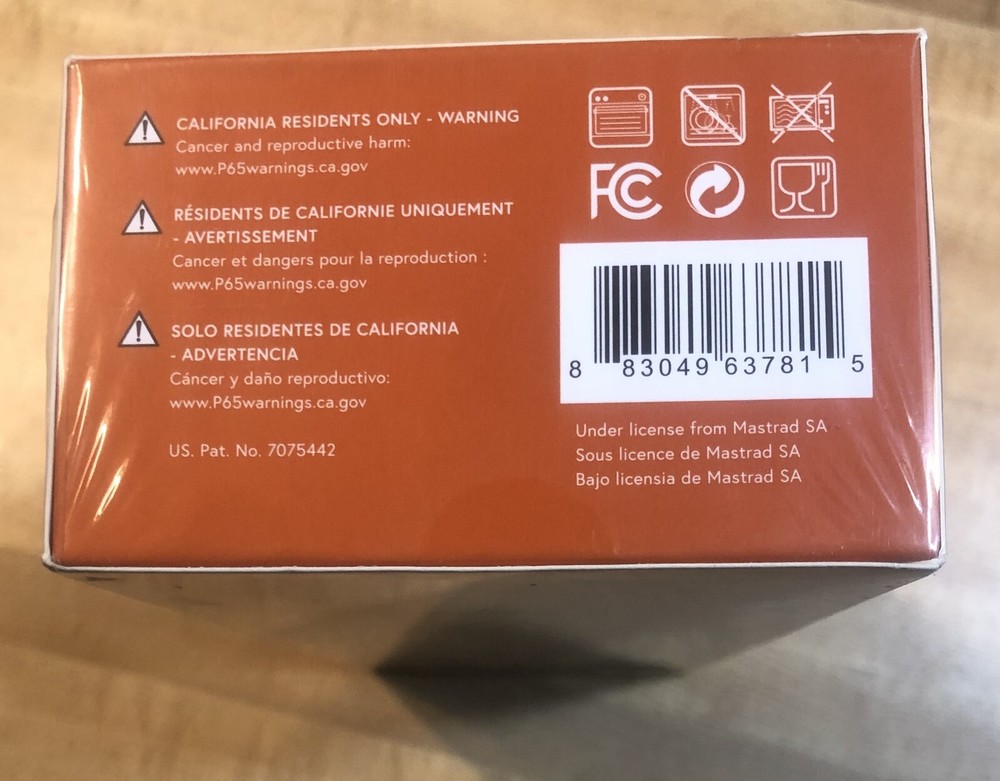 CALIFORNIA RESIDENTS ONLY - WARNING
Cancer and reproductive harm:
www.P65warnings.ca.gov
RÉSIDENTS DE CALIFORNIE UNIQUEMENT
- AVERTISSEMENT
Cancer et dangers pour la reproduction :
www.P65warnings.ca.gov
SOLO RESIDENTES DE CALIFORNIA
- ADVERTENCIA
Cáncer y daño reproductivo:
www.P65warnings.ca.gov
US. Pat. No. 7075442
FCC
8 83049 63781 5
Under license from Mastrad SA
Sous licence de Mastrad SA
Bajo licensia de Mastrad SA